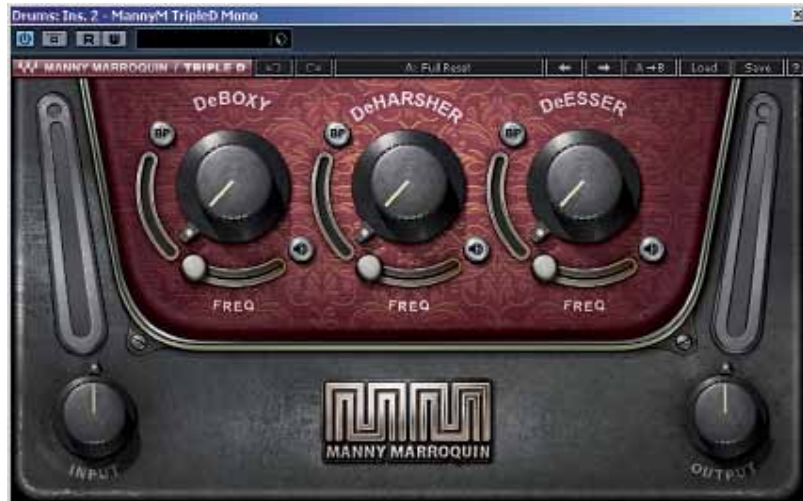 Drums: Ins. 2 - MannyM TripleD Mono
R W
MANNY MARROQUIN / TRIPLE D A: Full Reset A→B Load Save ?
DeBOXY DeHARSHER DeESSER
BP BP BP
FREQ FREQ FREQ
MANNY MARROQUIN
INPUT OUTPUT